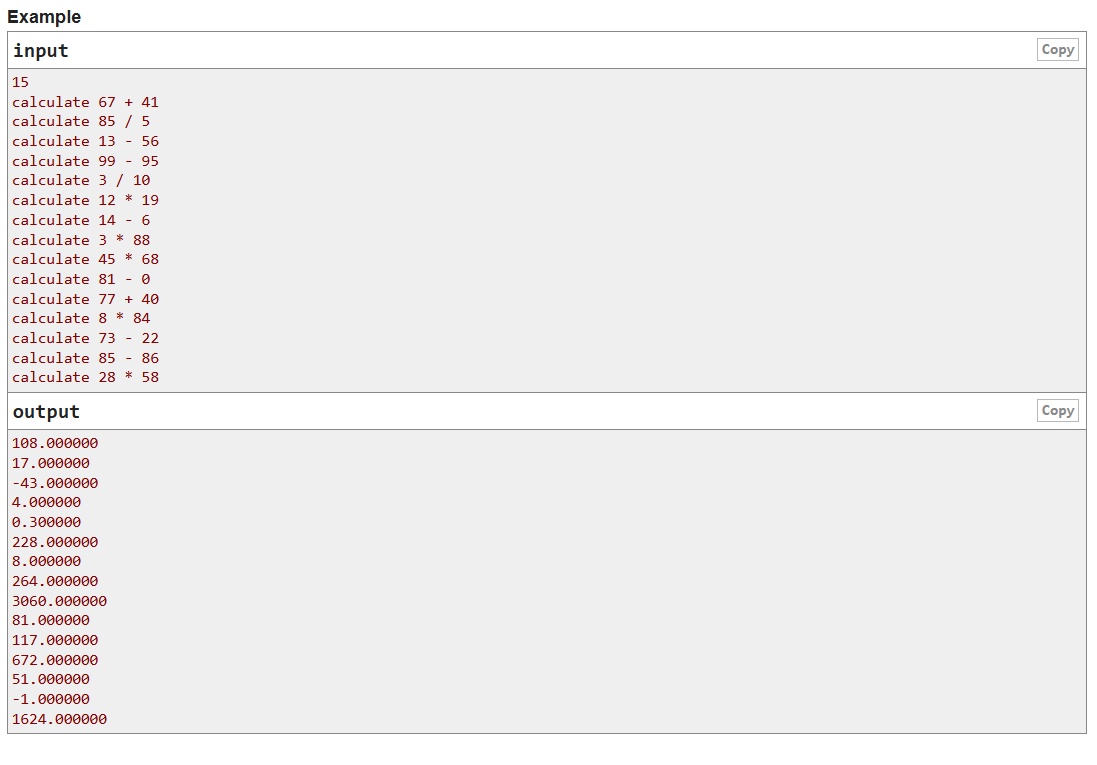 Example
input
Copy
15
calculate 67 + 41
calculate 85 / 5
calculate 13 - 56
calculate 99 - 95
calculate 3 / 10
calculate 12 * 19
calculate 14 - 6
calculate 3 * 88
calculate 45 * 68
calculate 81 - 0
calculate 77 + 40
calculate 8 * 84
calculate 73 - 22
calculate 85 - 86
calculate 28 * 58
output
Copy
108.000000
17.000000
-43.000000
4.000000
0.300000
228.000000
8.000000
264.000000
3060.000000
81.000000
117.000000
672.000000
51.000000
-1.000000
1624.000000